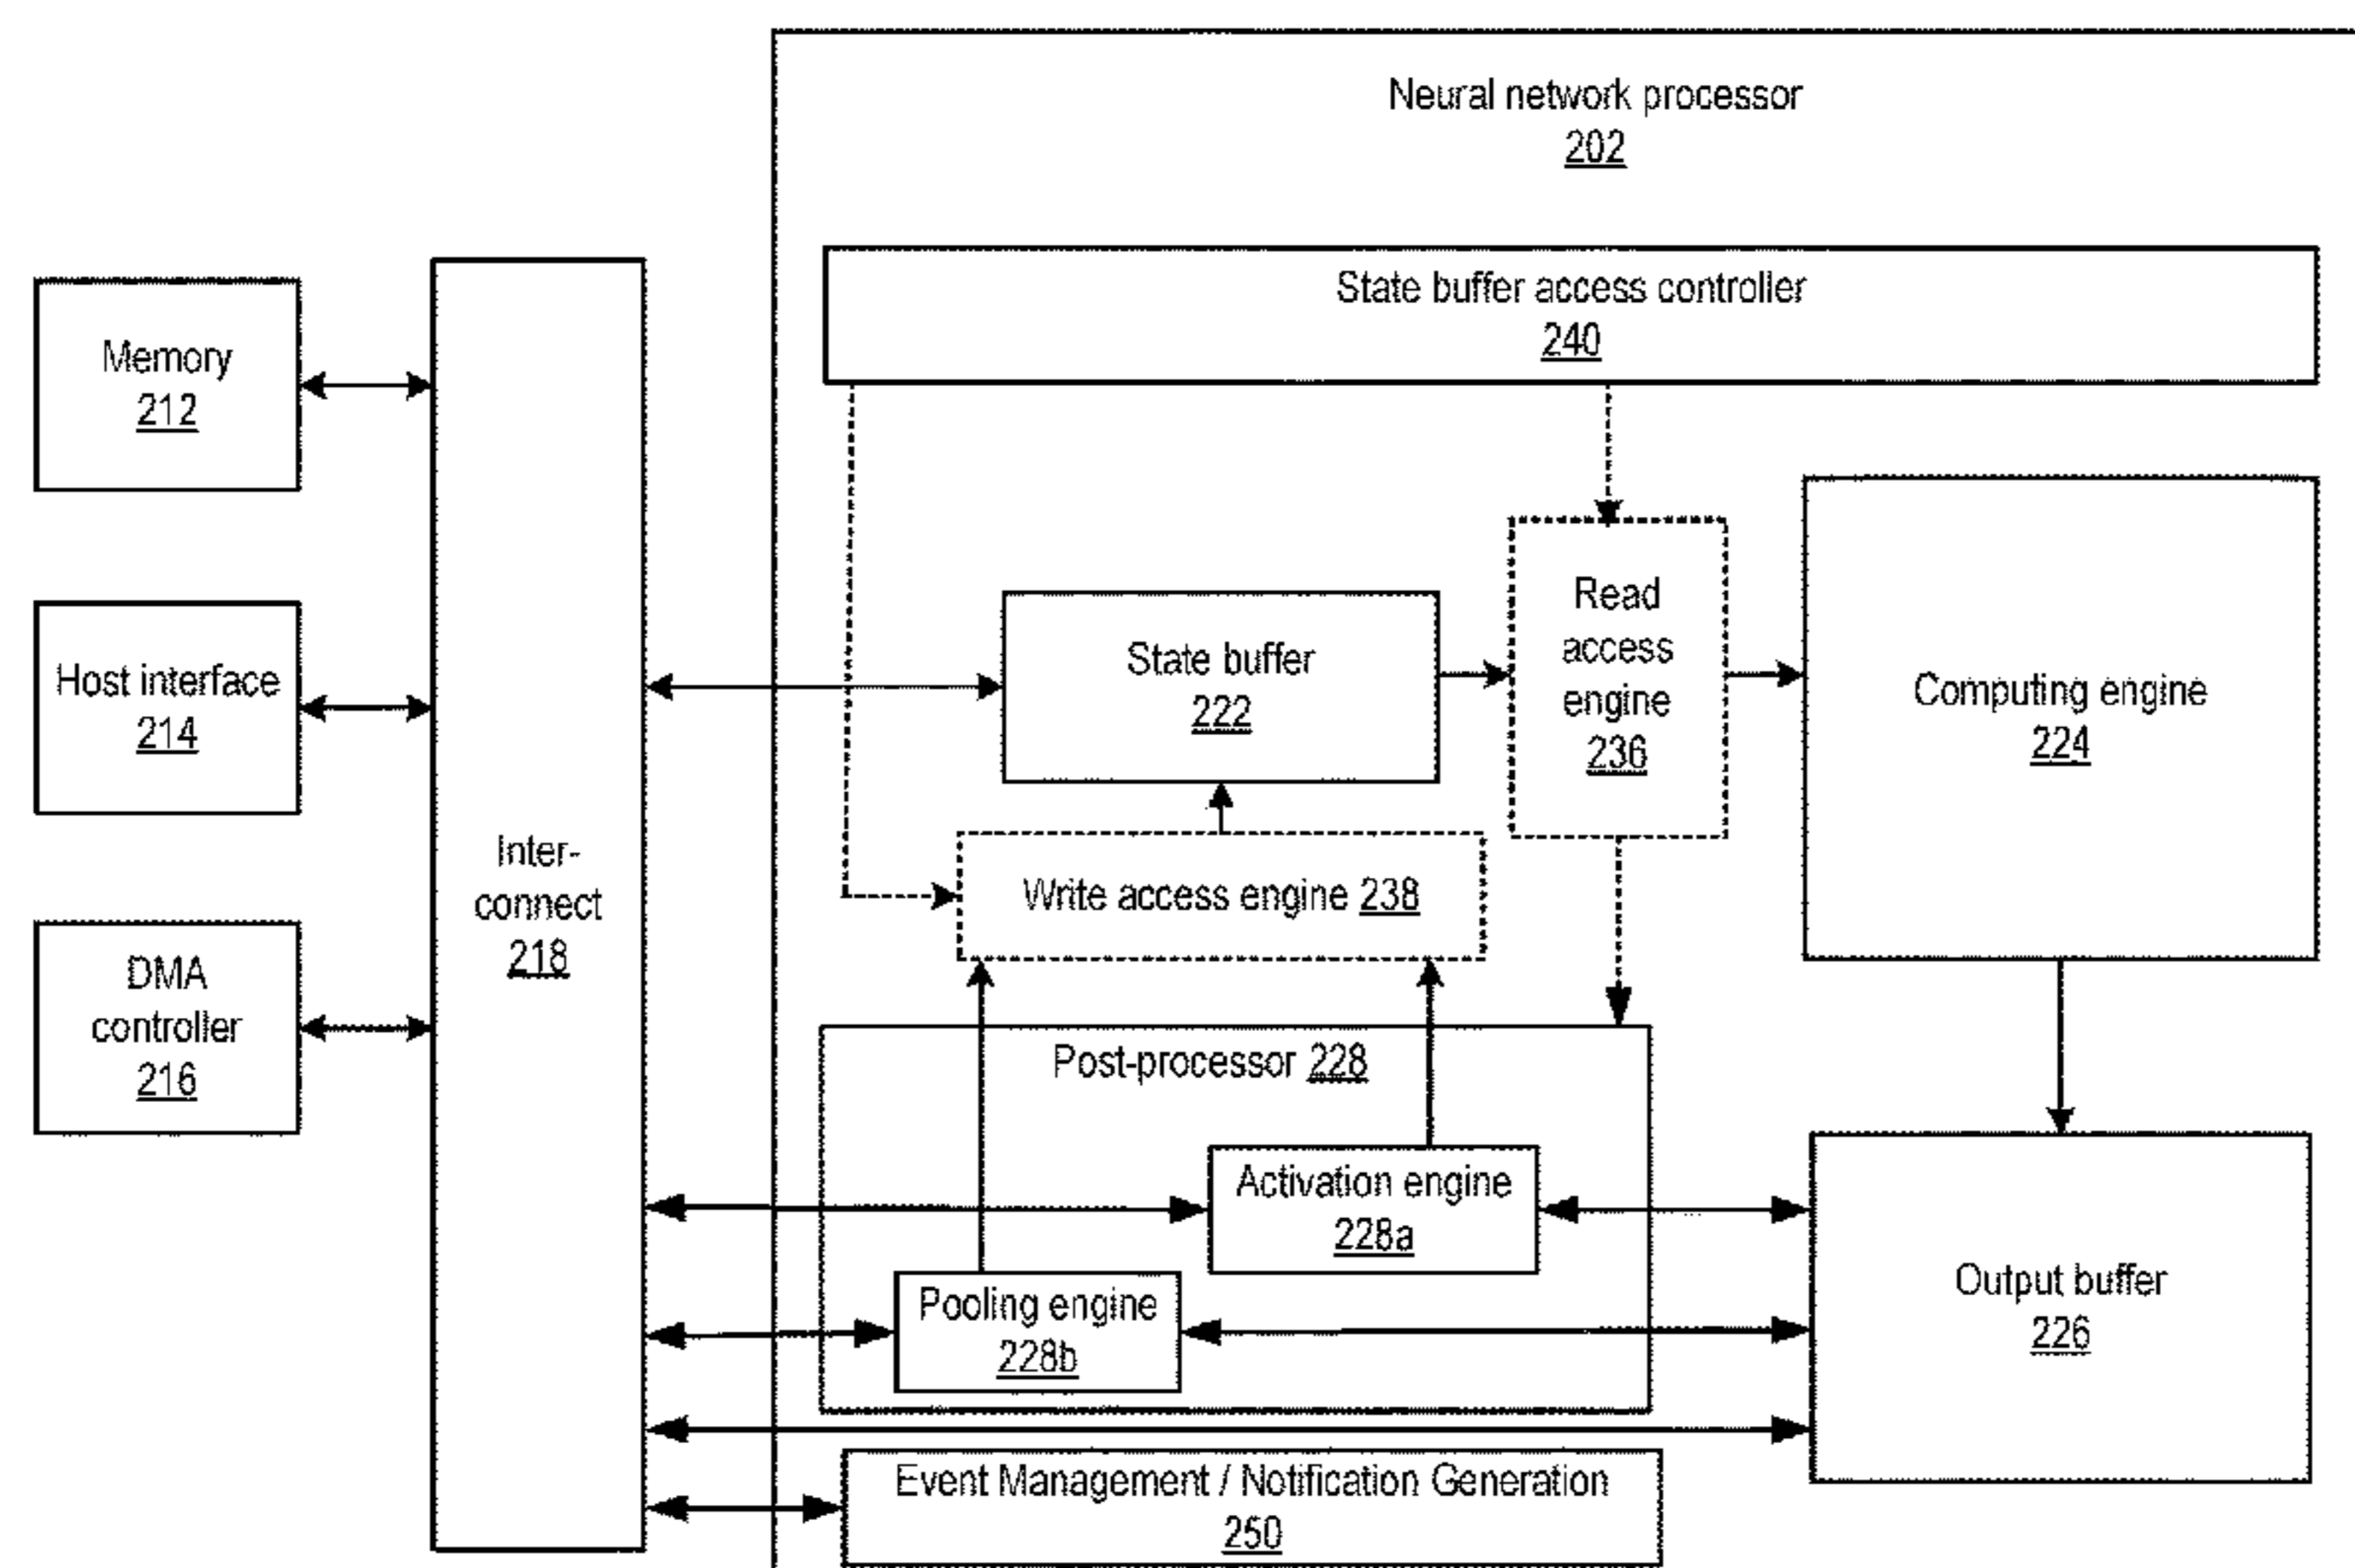 Neural network processor
202
State buffer access controller
240
Memory
212
Host interface
214
DMA
controller
216
Inter-
connect
218
State buffer
222
Read
access
engine
236
Computing engine
224
Write access engine 238
Post-processor 228
Activation engine
228a
Pooling engine
228b
Output buffer
226
Event Management / Notification Generation
250